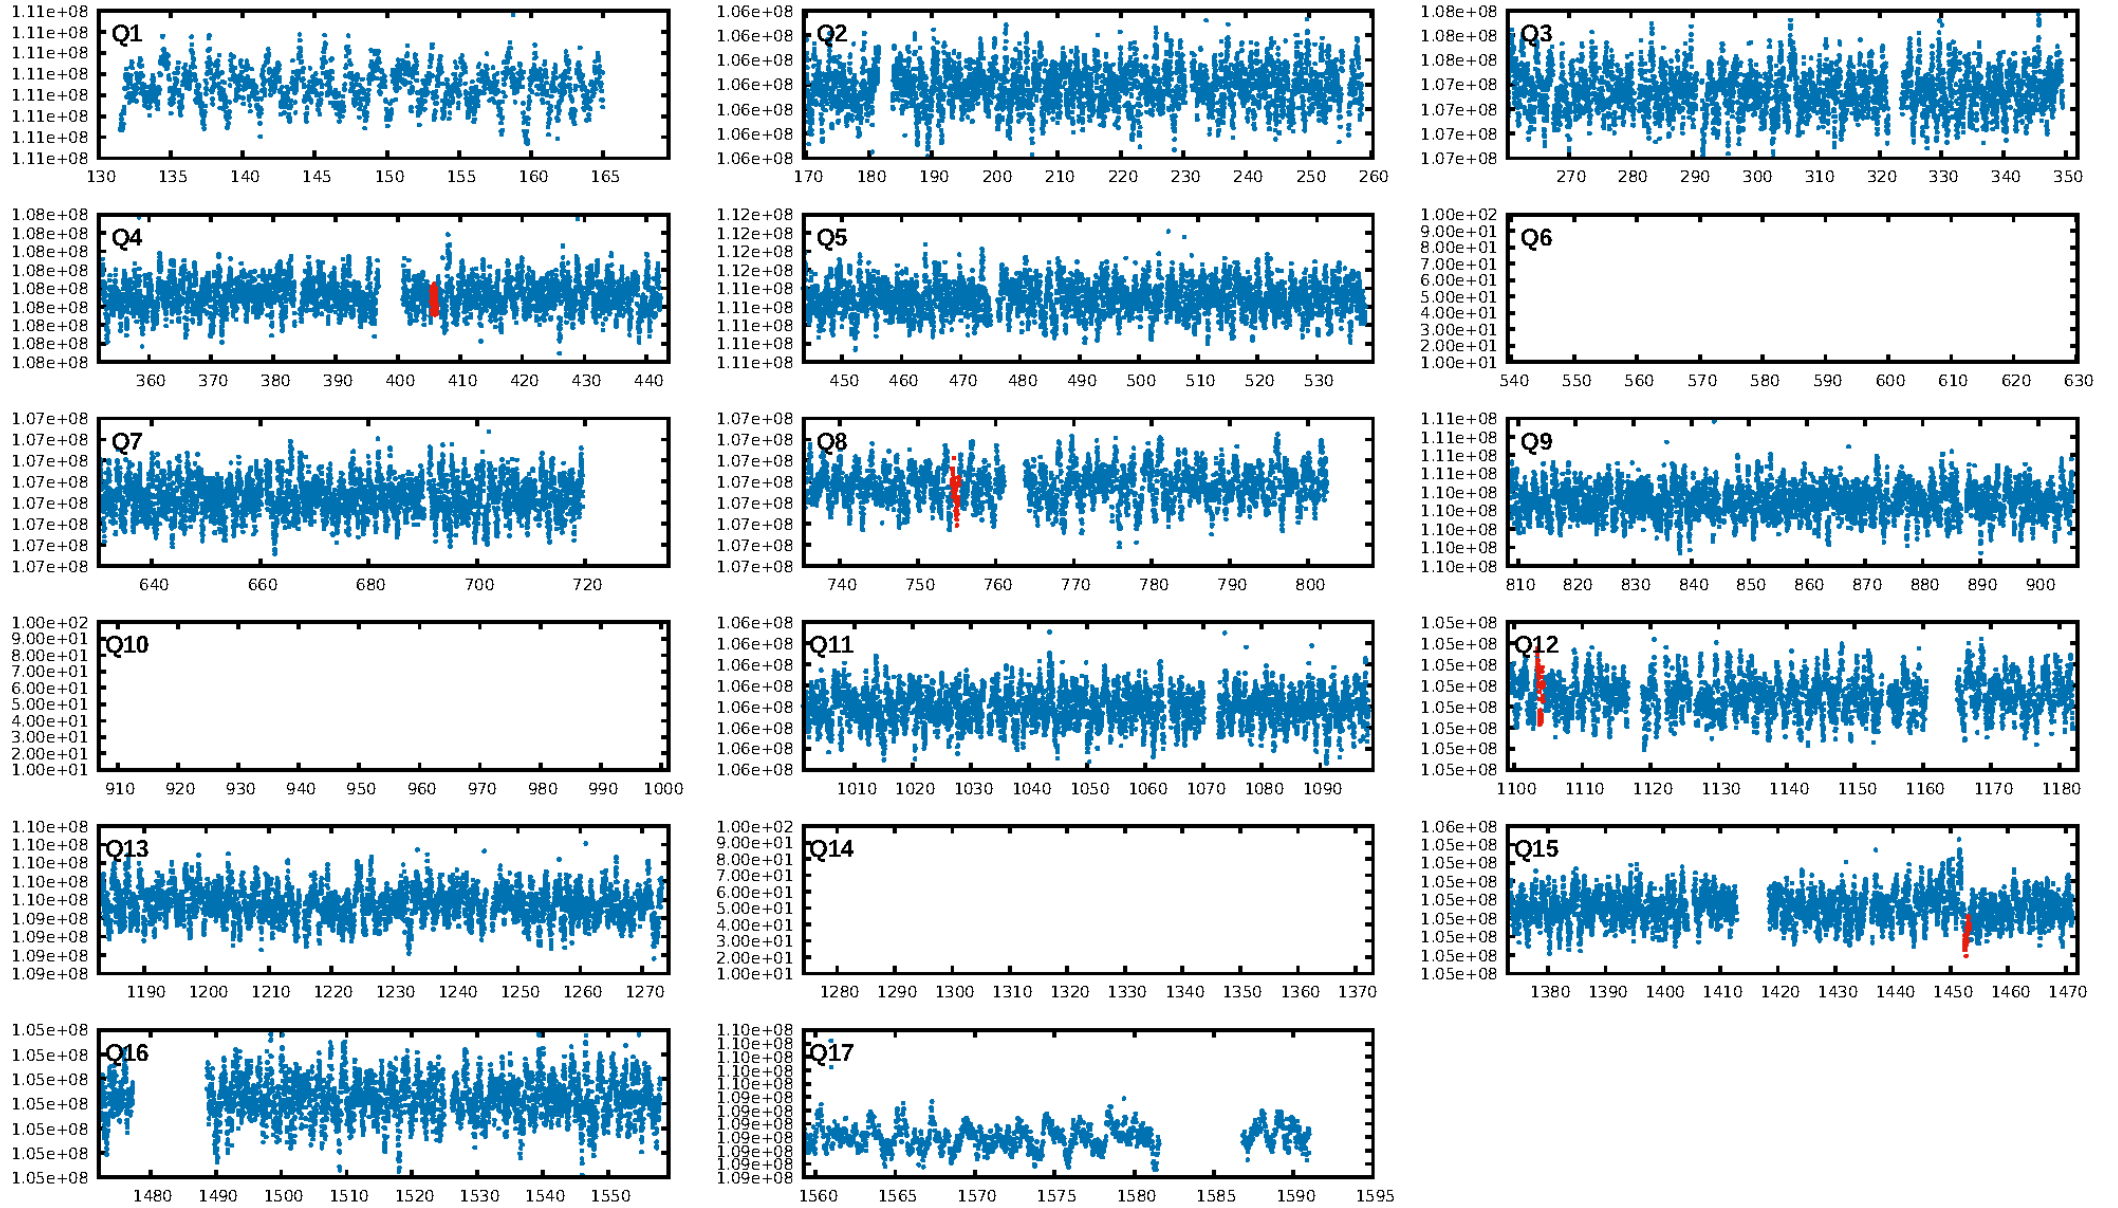 1.11e+08
1.11e+08
1.11e+08
1.11e+08
1.11e+08
1.11e+08
1.11e+08
1.11e+08
Q1
130 135 140 145 150 155 160 165
1.06e+08
1.06e+08
1.06e+08
1.06e+08
1.06e+08
1.06e+08
1.06e+08
Q2
170 180 190 200 210 220 230 240 250 260
1.08e+08
1.08e+08
1.08e+08
1.07e+08
1.07e+08
1.07e+08
1.07e+08
Q3
270 280 290 300 310 320 330 340 350
1.08e+08
1.08e+08
1.08e+08
1.08e+08
1.08e+08
1.08e+08
1.08e+08
1.08e+08
1.08e+08
Q4
360 370 380 390 400 410 420 430 440
1.12e+08
1.12e+08
1.12e+08
1.12e+08
1.11e+08
1.11e+08
1.11e+08
1.11e+08
1.11e+08
Q5
450 460 470 480 490 500 510 520 530
1.00e+02
9.00e+01
8.00e+01
7.00e+01
6.00e+01
5.00e+01
4.00e+01
3.00e+01
2.00e+01
1.00e+01
Q6
540 550 560 570 580 590 600 610 620 630
1.07e+08
1.07e+08
1.07e+08
1.07e+08
1.07e+08
1.07e+08
1.07e+08
1.07e+08
Q7
640 660 680 700 720
1.07e+08
1.07e+08
1.07e+08
1.07e+08
1.07e+08
1.07e+08
1.07e+08
1.07e+08
Q8
740 750 760 770 780 790 800
1.11e+08
1.11e+08
1.11e+08
1.11e+08
1.10e+08
1.10e+08
1.10e+08
1.10e+08
1.10e+08
Q9
810 820 830 840 850 860 870 880 890 900
1.00e+02
9.00e+01
8.00e+01
7.00e+01
6.00e+01
5.00e+01
4.00e+01
3.00e+01
2.00e+01
1.00e+01
Q10
910 920 930 940 950 960 970 980 990 1000
1.06e+08
1.06e+08
1.06e+08
1.06e+08
1.06e+08
1.06e+08
1.06e+08
1.06e+08
Q11
1010 1020 1030 1040 1050 1060 1070 1080 1090
1.05e+08
1.05e+08
1.05e+08
1.05e+08
1.05e+08
1.05e+08
1.05e+08
1.05e+08
Q12
1100 1110 1120 1130 1140 1150 1160 1170 1180
1.10e+08
1.10e+08
1.10e+08
1.10e+08
1.10e+08
1.09e+08
1.09e+08
1.09e+08
1.09e+08
Q13
1190 1200 1210 1220 1230 1240 1250 1260 1270
1.00e+02
9.00e+01
8.00e+01
7.00e+01
6.00e+01
5.00e+01
4.00e+01
3.00e+01
2.00e+01
1.00e+01
Q14
1280 1290 1300 1310 1320 1330 1340 1350 1360 1370
1.06e+08
1.05e+08
1.05e+08
1.05e+08
1.05e+08
1.05e+08
1.05e+08
1.05e+08
1.05e+08
Q15
1380 1390 1400 1410 1420 1430 1440 1450 1460 1470
1.05e+08
1.05e+08
1.05e+08
1.05e+08
1.05e+08
1.05e+08
1.05e+08
Q16
1480 1490 1500 1510 1520 1530 1540 1550
1.10e+08
1.10e+08
1.10e+08
1.10e+08
1.10e+08
1.09e+08
1.09e+08
1.09e+08
1.09e+08
1.09e+08
1.09e+08
1.09e+08
Q17
1560 1565 1570 1575 1580 1585 1590 1595